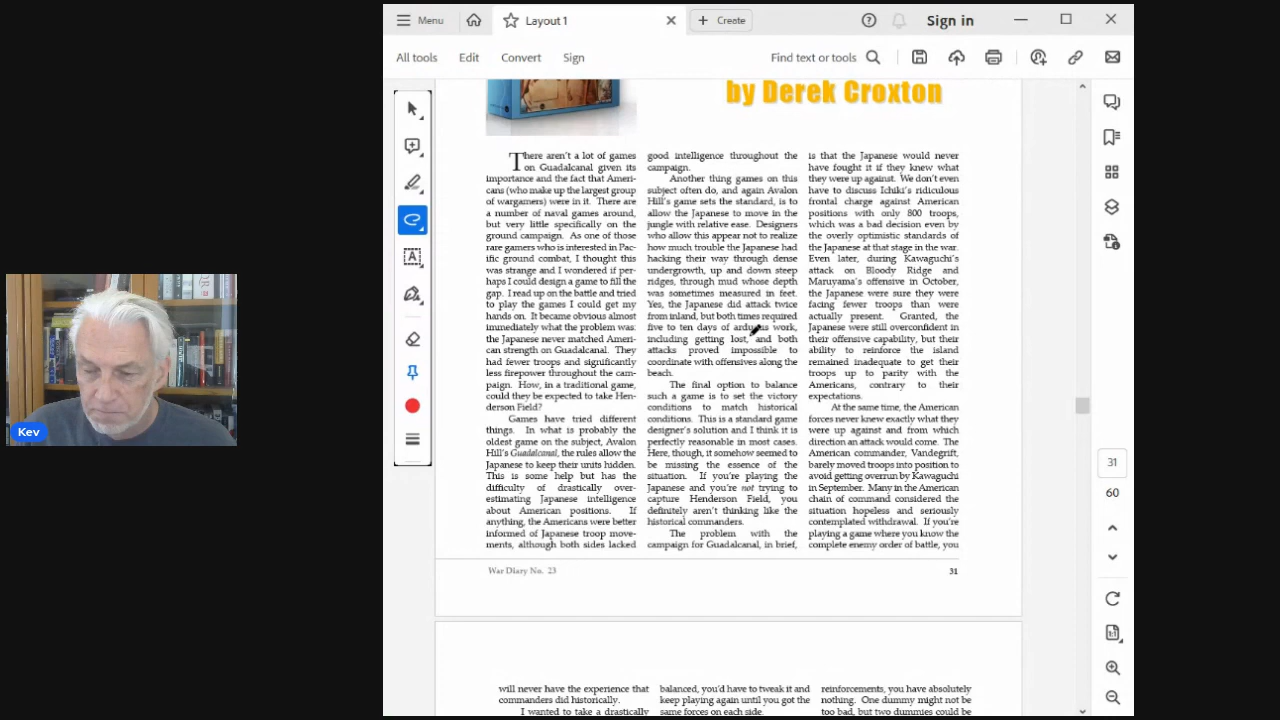 Menu
Layout 1
Create
Sign in
All tools
Edit
Convert
Sign
Find text or tools
by Derek Croxton
There aren't a lot of games
on Guadalcanal given its
importance and the fact that Ameri-
cans (who make up the largest group
of wargamers) were in it. There are
a number of naval games around,
but very little specifically on the
ground campaign. As one of those
rare gamers who is interested in Pac-
ific ground combat, I thought this
was strange and I wondered if per-
haps I could design a game to fill the
gap. I read up on the battle and tried
to play the games I could get my
hands on. It became obvious almost
immediately what the problem was:
the Japanese never matched Ameri-
can strength on Guadalcanal. They
had fewer troops and significantly
less firepower throughout the cam-
paign. How, in a traditional game,
could they be expected to take Hen-
derson Field?
Games have tried different
things. In what is probably the
oldest game on the subject, Avalon
Hill's Guadalcanal, the rules allow the
Japanese to keep their units hidden.
This is some help but has the
difficulty of drastically over-
estimating Japanese intelligence
about American positions. If
anything, the Americans were better
informed of Japanese troop move-
ments, although both sides lacked
good intelligence throughout the
campaign.
Another thing games on this
subject often do, and again Avalon
Hill's game sets the standard, is to
allow the Japanese to move in the
jungle with relative ease. Designers
who allow this appear not to realize
how much trouble the Japanese had
hacking their way through dense
undergrowth, up and down steep
ridges, through mud whose depth
was sometimes measured in feet.
Yes, the Japanese did attack twice
from inland, but both times required
five to ten days of arduous work,
including getting lost, and both
attacks proved impossible to
coordinate with offensives along the
beach.
The final option to balance
such a game is to set the victory
conditions to match historical
conditions. This is a standard game
designer's solution and I think it is
perfectly reasonable in most cases.
Here, though, it somehow seemed to
be missing the essence of the
situation. If you're playing the
Japanese and you're not trying to
capture Henderson Field, you
definitely aren't thinking like the
historical commanders.
The problem with the
campaign for Guadalcanal, in brief,
is that the Japanese would never
have fought it if they knew what
they were up against. We don't even
have to discuss Ichiki's ridiculous
frontal charge against American
positions with only 800 troops,
which was a bad decision even by
the overly optimistic standards of
the Japanese at that stage in the war.
Even later, during Kawaguchi's
attack on Bloody Ridge and
Maruyama's offensive in October,
the Japanese were sure they were
facing fewer troops than were
actually present. Granted, the
Japanese were still overconfident in
their offensive capability, but their
ability to reinforce the island
remained inadequate to get their
troops up to parity with the
Americans, contrary to their
expectations.
At the same time, the American
forces never knew exactly what they
were up against and from which
direction an attack would come. The
American commander, Vandegrift,
barely moved troops into position to
avoid getting overrun by Kawaguchi
in September. Many in the American
chain of command considered the
situation hopeless and seriously
contemplated withdrawal. If you're
playing a game where you know the
complete enemy order of battle, you
War Diary No. 23
31
will never have the experience that
commanders did historically.
I wanted to take a drastically
balanced, you'd have to tweak it and
keep playing again until you got the
same forces on each side.
reinforcements, you have absolutely
nothing. One dummy might not be
too bad, but two dummies could be
31
60
Kev